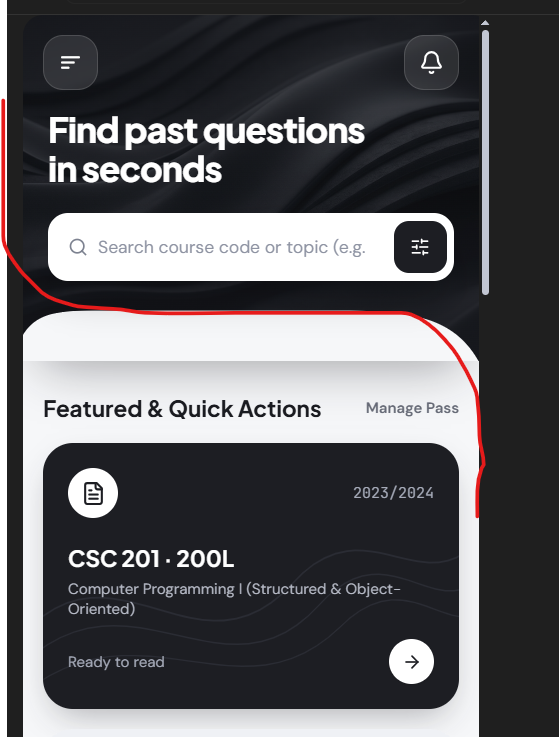 Find past questions
in seconds
Search course code or topic (e.g.
Featured & Quick Actions
Manage Pass
2023/2024
CSC 201 · 200L
Computer Programming I (Structured & Object-
Oriented)
Ready to read